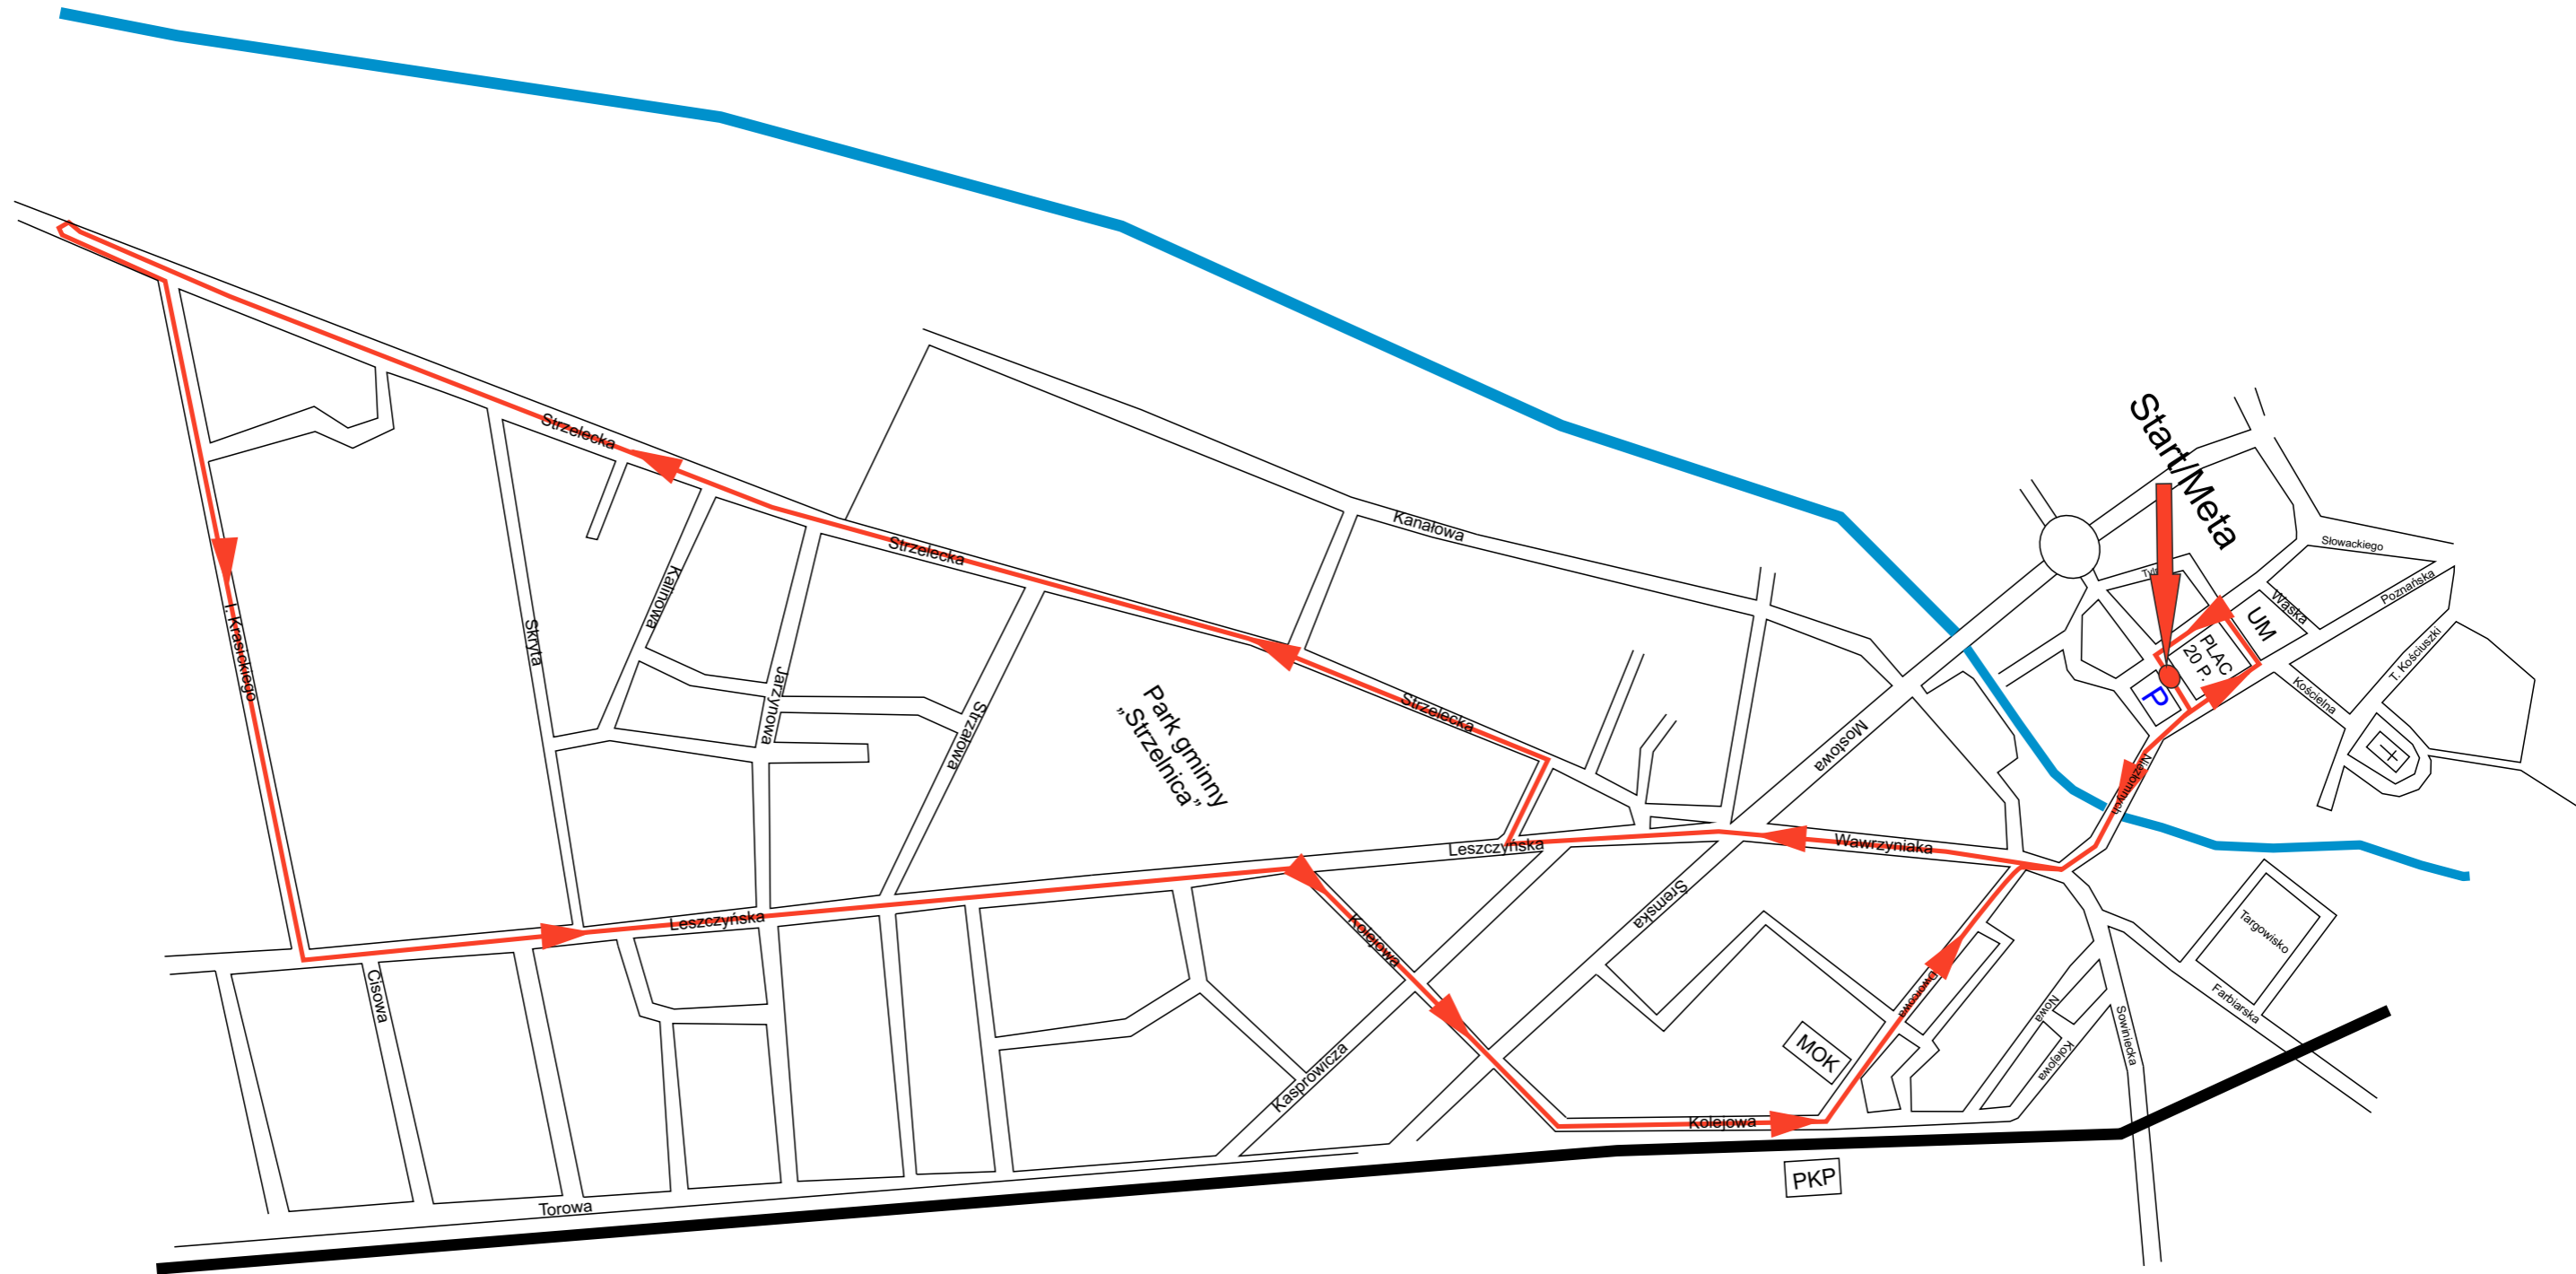 Start/Meta
Strzelecka
Strzelecka
Strzelecka
Kanałowa
Słowackiego
Poznańska
Wąska
UM
PLAC
20 P.
P
T. Kościuszki
Kościelna
Niezłomnych
Mostowa
Kalinowa
Skryta
I. Krasickiego
Jarzynowa
Strzałowa
Park gminny
„Strzelnica”
Leszczyńska
Wawrzyniaka
Leszczyńska
Kolejowa
Śremska
Targowisko
Farbiarska
Cisowa
Dworcowa
Nowa
Kolejowa
Sowiniecka
MOK
Kasprowicza
Kolejowa
PKP
Torowa